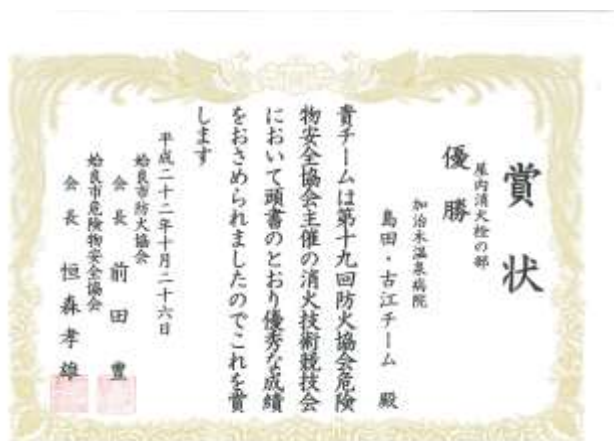 賞状
屋内消火栓の部
優勝
加治木温泉病院
島田・古江チーム 殿
貴チームは第十九回防火協会危険
物安全協会主催の消火技術競技会
において頭書のとおり優秀な成績
をおさめられましたのでこれを賞
します
平成二十二年十月二十六日
姶良市防火協会
会長 前田 豊
姶良市危険物安全協会
会長 恒森孝雄